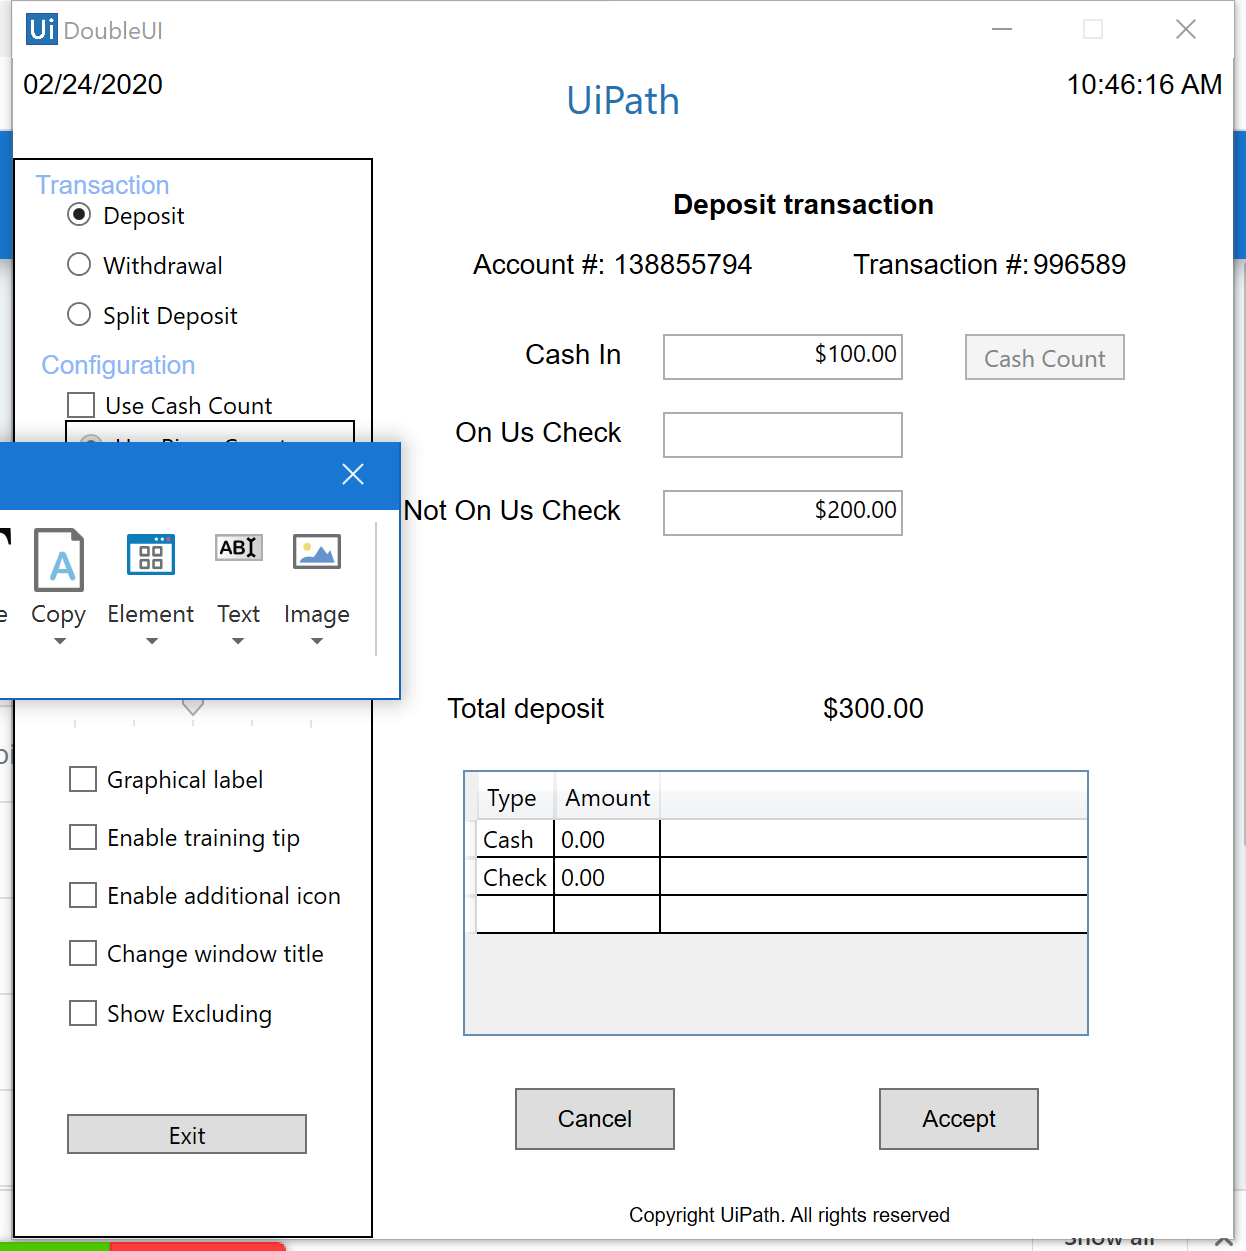 Ui DoubleUI
02/24/2020
10:46:16 AM
UiPath
Transaction
Deposit
Withdrawal
Split Deposit
Configuration
Use Cash Count
Copy
Element
ABI
Text
Image
Graphical label
Enable training tip
Enable additional icon
Change window title
Show Excluding
Exit
Deposit transaction
Account #: 138855794 Transaction #: 996589
Cash In $100.00 Cash Count
On Us Check
Not On Us Check $200.00
Total deposit $300.00
Type Amount
Cash 0.00
Check 0.00
Cancel Accept
Copyright UiPath. All rights reserved
Show all